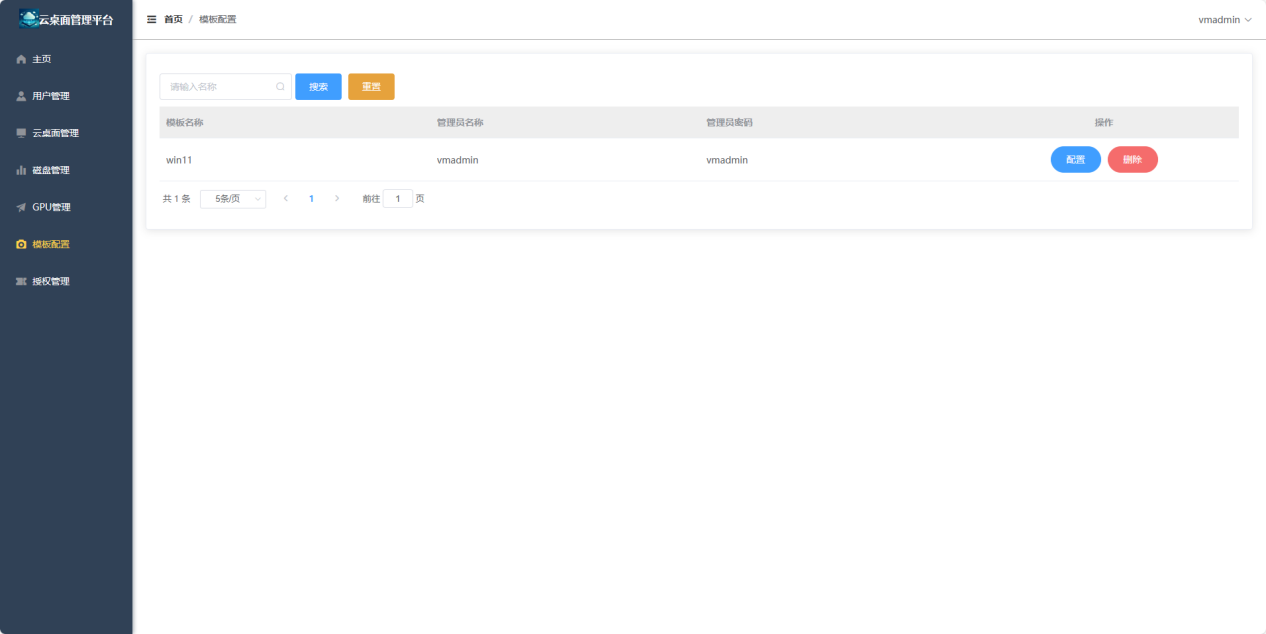 云桌面管理平台
首页 / 模板配置
vmadmin
主页
用户管理
云桌面管理
磁盘管理
GPU管理
模板配置
授权管理
请输入名称
搜索
重置
模板名称 管理员名称 管理员密码 操作
win11 vmadmin vmadmin 配置 删除
共 1 条 5条/页 1 前往 1 页